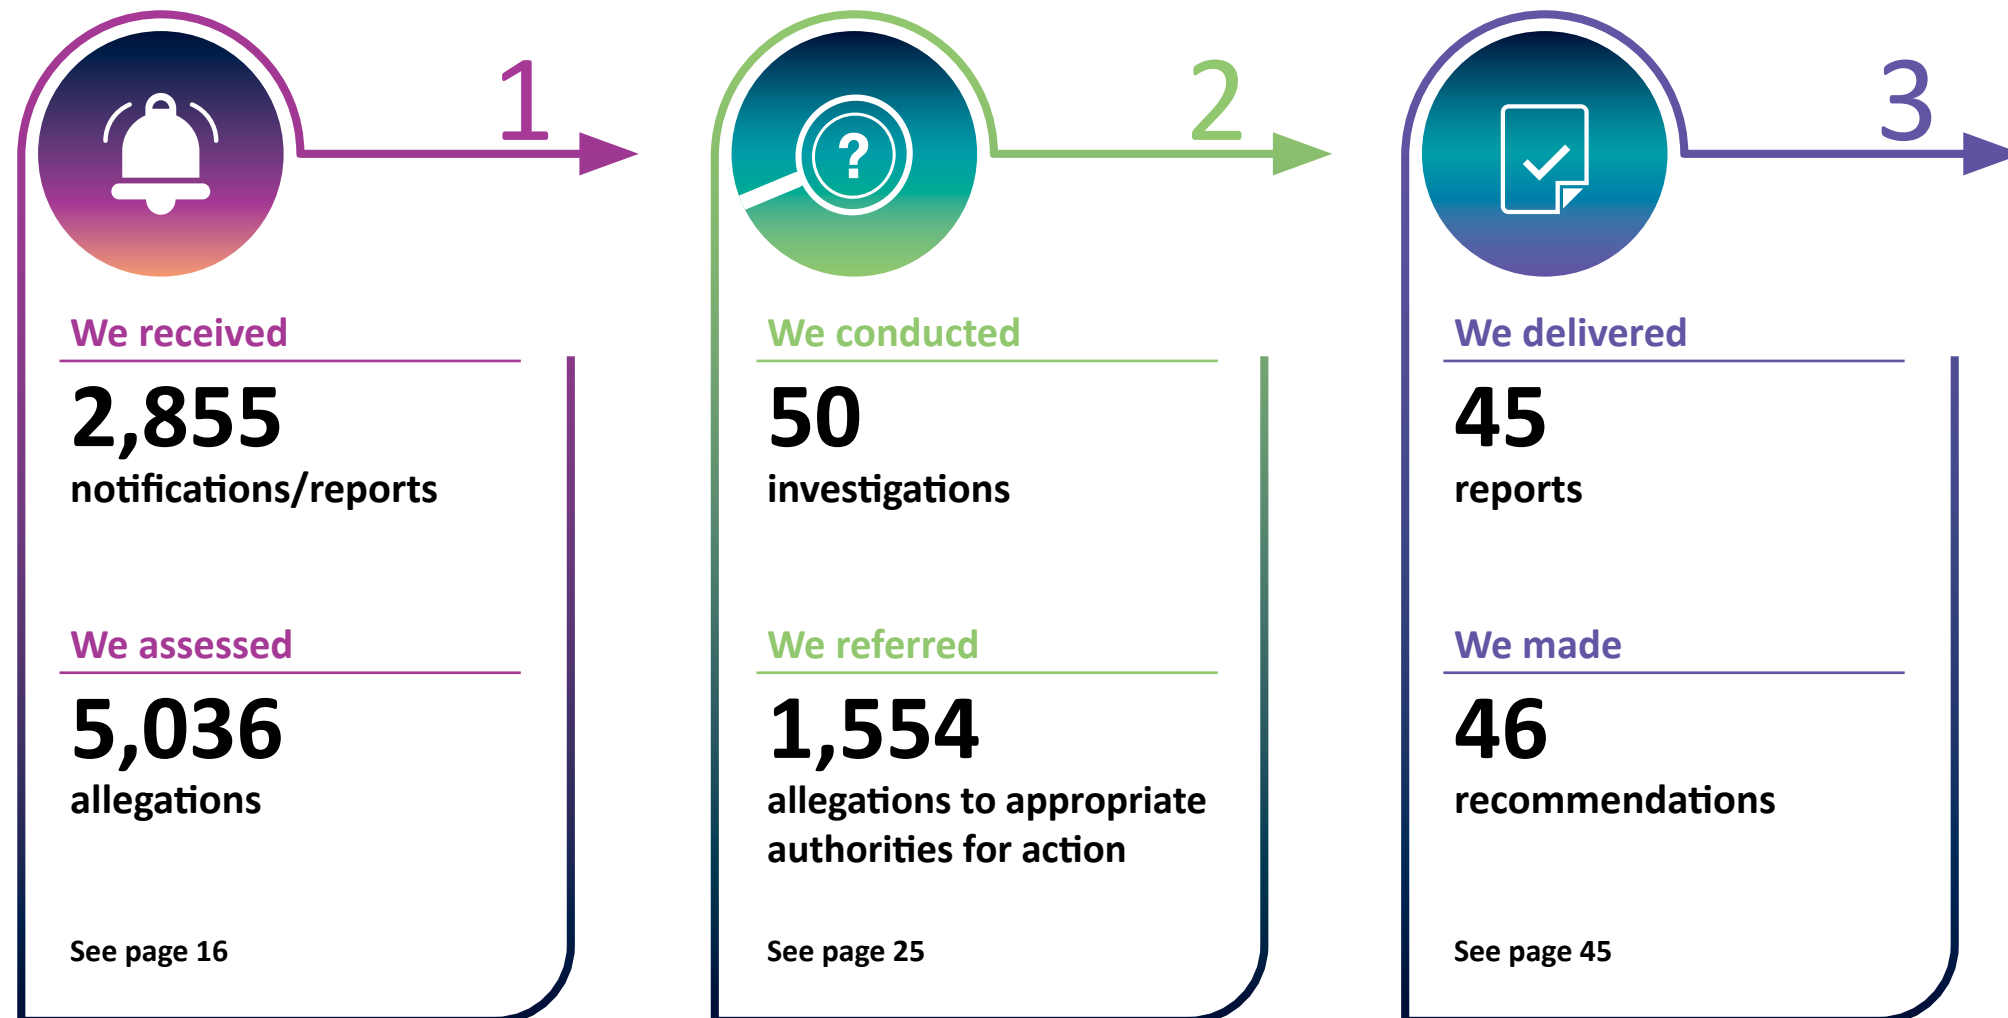 1
We received
2,855
notifications/reports
We assessed
5,036
allegations
See page 16
2
?
We conducted
50
investigations
We referred
1,554
allegations to appropriate
authorities for action
See page 25
3
We delivered
45
reports
We made
46
recommendations
See page 45